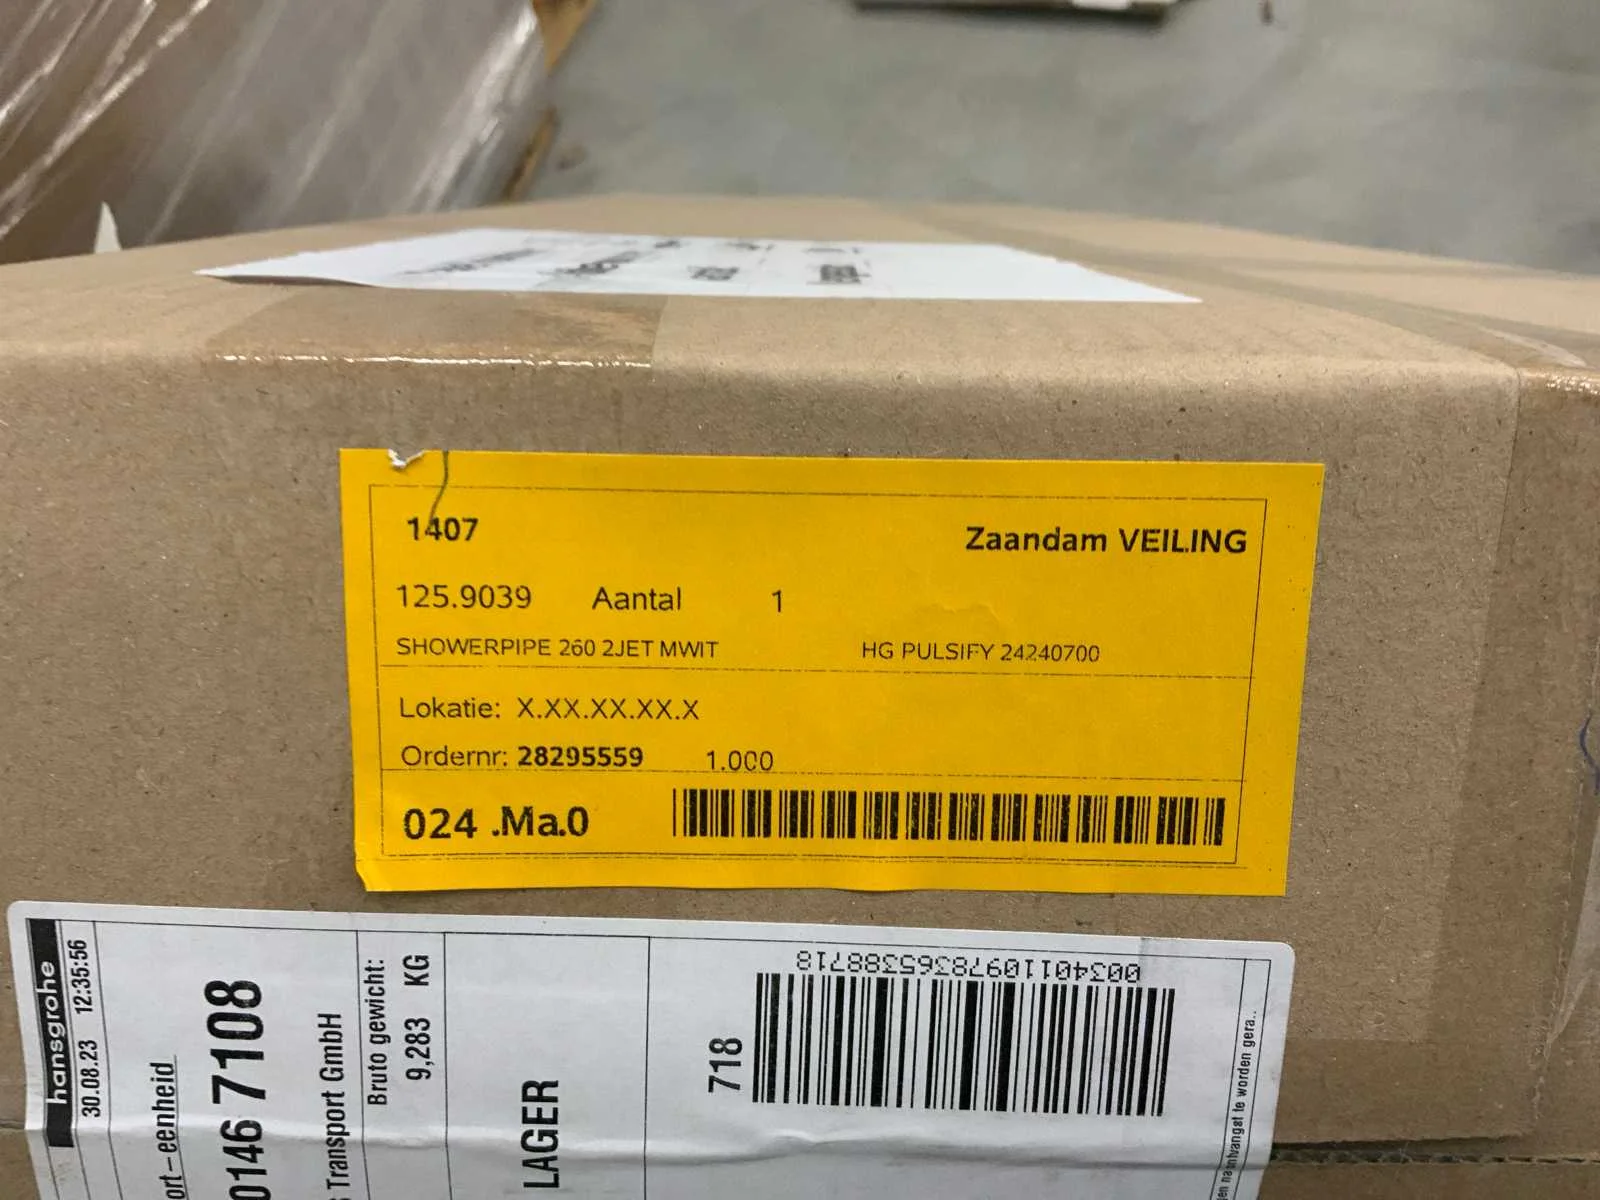 1407
Zaandam VEILING
125.9039 Aantal 1
SHOWERPIPE 260 2JET MWIT HG PULSIFY 24240700
Lokatie: X.XX.XX.XX.X
Ordernr: 28295559 1.000
024 .Ma.0
hansgrohe
30.08.23 12:35:56
ort-eenheid
0146 7108
Transport GmbH
Bruto gewicht:
9,283 KG
LAGER
718
00340110978365388718
en na ontvangst te worden gera..